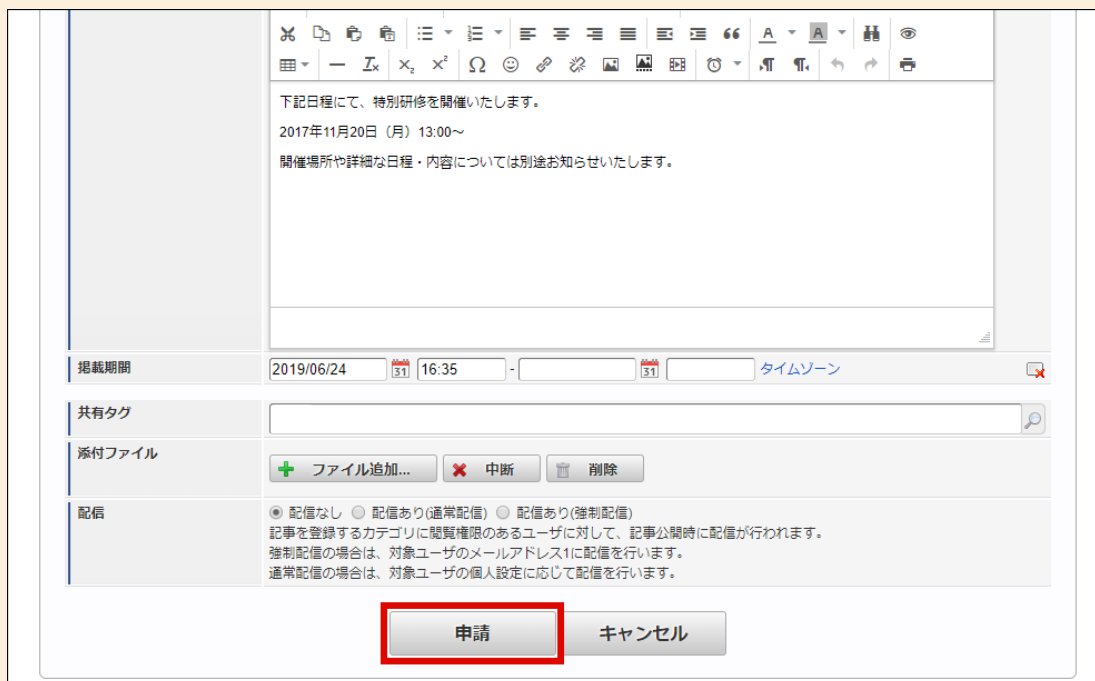 下記日程にて、特別研修を開催いたします。
2017年11月20日（月）13:00～
開催場所や詳細な日程・内容については別途お知らせいたします。
掲載期間 2019/06/24 31 16:35 - 31 タイムゾーン
共有タグ
添付ファイル
ファイル追加... 中断 削除
配信 配信なし 配信あり(通常配信) 配信あり(強制配信)
記事を登録するカテゴリに閲覧権限のあるユーザに対して、記事公開時に配信が行われます。
強制配信の場合は、対象ユーザのメールアドレス1に配信を行います。
通常配信の場合は、対象ユーザの個人設定に応じて配信を行います。
申請 キャンセル